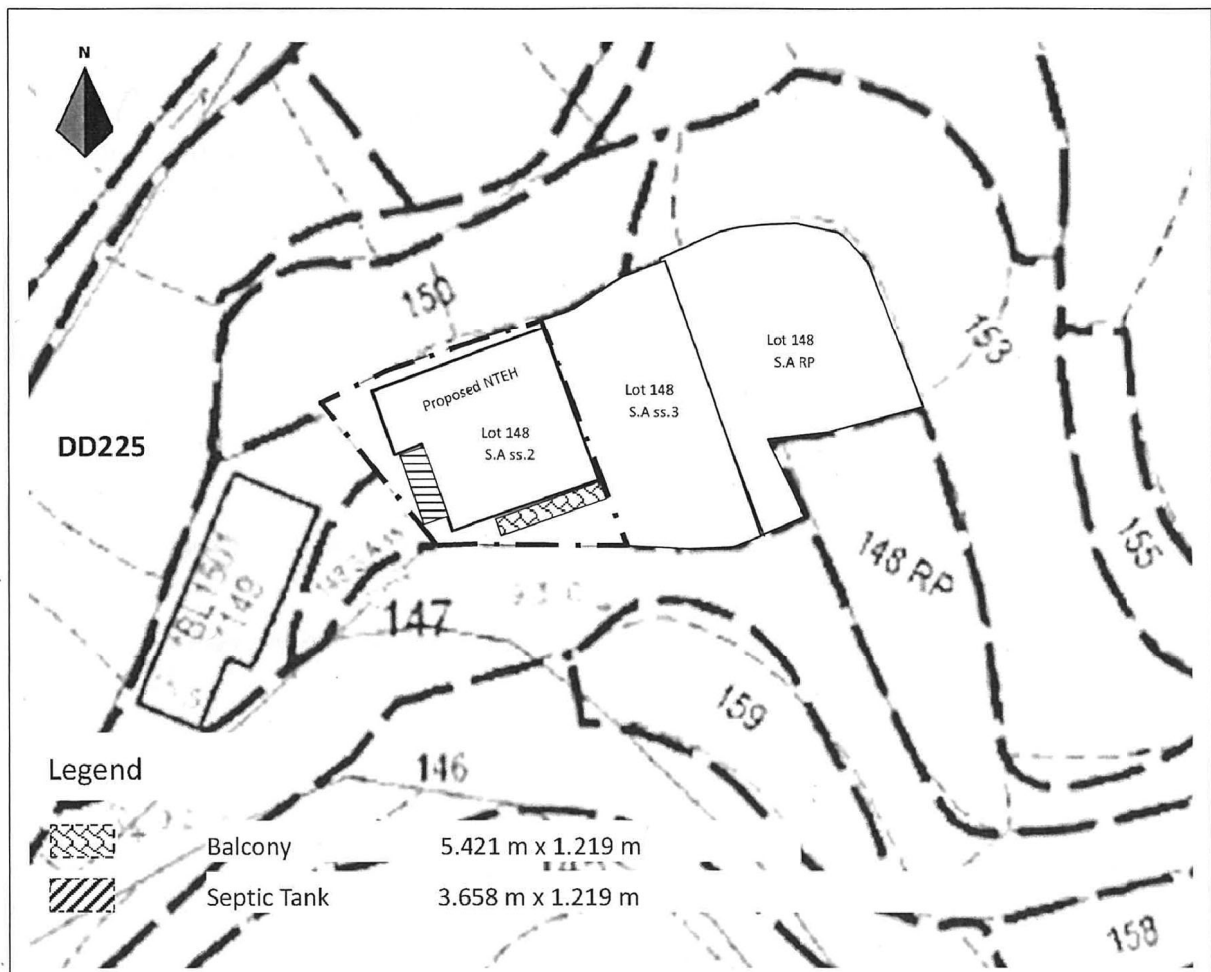 N
150
153
Lot 148
S.A RP
Proposed NTEH
Lot 148
S.A ss.3
Lot 148
S.A ss.2
DD225
155
148 RP
149
147
159
146
Legend
Balcony 5.421 m x 1.219 m
Septic Tank 3.658 m x 1.219 m
158